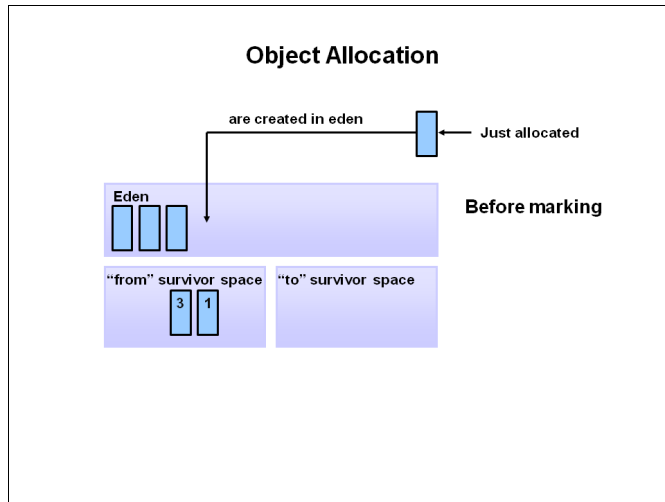 Object Allocation
are created in eden
Just allocated
Eden
Before marking
“from” survivor space
“to” survivor space
3 1